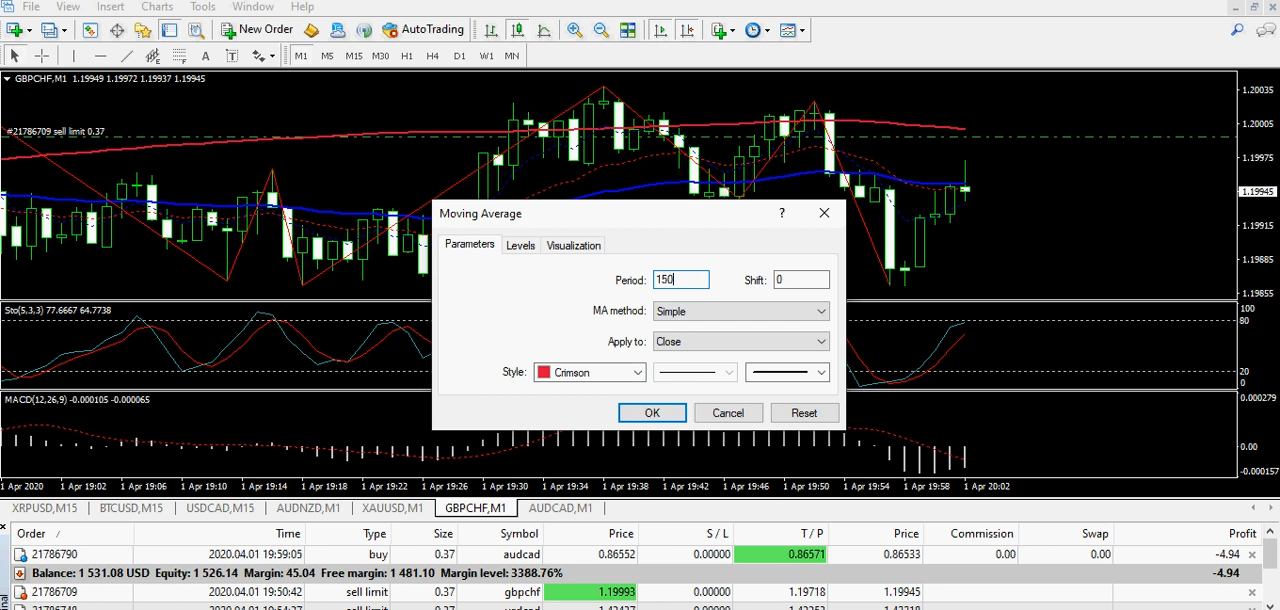 File View Insert Charts Tools Window Help
New Order AutoTrading
A T M1 M5 M15 M30 H1 H4 D1 W1 MN
GBPCHF,M1 1.19949 1.19972 1.19937 1.19945
#21786709 sell limit 0.37
1.20035
1.20005
1.19975
1.19945
1.19915
1.19885
1.19855
Moving Average ?
Parameters Levels Visualization
Period: 150 Shift: 0
MA method: Simple
Apply to: Close
Style: Crimson
OK Cancel Reset
Sto(5,3,3) 77.6667 64.7738
100
80
20
0
MACD(12,26,9) -0.000105 -0.000065
0.000279
0.00
-0.000157
1 Apr 2020 1 Apr 19:02 1 Apr 19:06 1 Apr 19:10 1 Apr 19:14 1 Apr 19:18 1 Apr 19:22 1 Apr 19:26 1 Apr 19:30 1 Apr 19:34 1 Apr 19:38 1 Apr 19:42 1 Apr 19:46 1 Apr 19:50 1 Apr 19:54 1 Apr 19:58 1 Apr 20:02
XRPUSD,M15 BTCUSD,M15 USDCAD,M15 AUDNZD,M1 XAUUSD,M1 GBPCHF,M1 AUDCAD,M1
Order / Time Type Size Symbol Price S / L T / P Price Commission Swap Profit
21786790 2020.04.01 19:59:05 buy 0.37 audcad 0.86552 0.00000 0.86571 0.86533 0.00 0.00 -4.94
Balance: 1 531.08 USD Equity: 1 526.14 Margin: 45.04 Free margin: 1 481.10 Margin level: 3388.76% -4.94
21786709 2020.04.01 19:50:42 sell limit 0.37 gbpchf 1.19993 0.00000 1.19718 1.19945